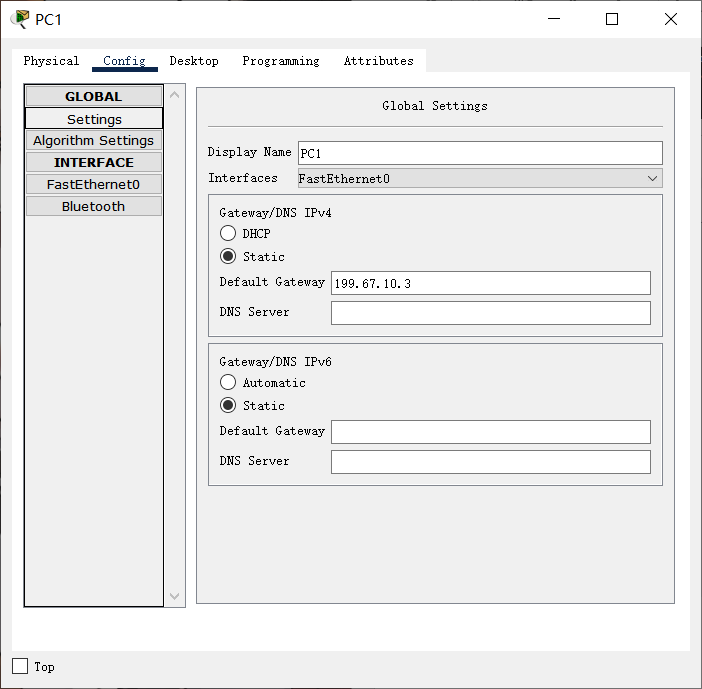 PC1
Physical Config Desktop Programming Attributes
GLOBAL
Settings
Algorithm Settings
INTERFACE
FastEthernet0
Bluetooth
Global Settings
Display Name PC1
Interfaces FastEthernet0
Gateway/DNS IPv4
DHCP
Static
Default Gateway 199.67.10.3
DNS Server
Gateway/DNS IPv6
Automatic
Static
Default Gateway
DNS Server
Top